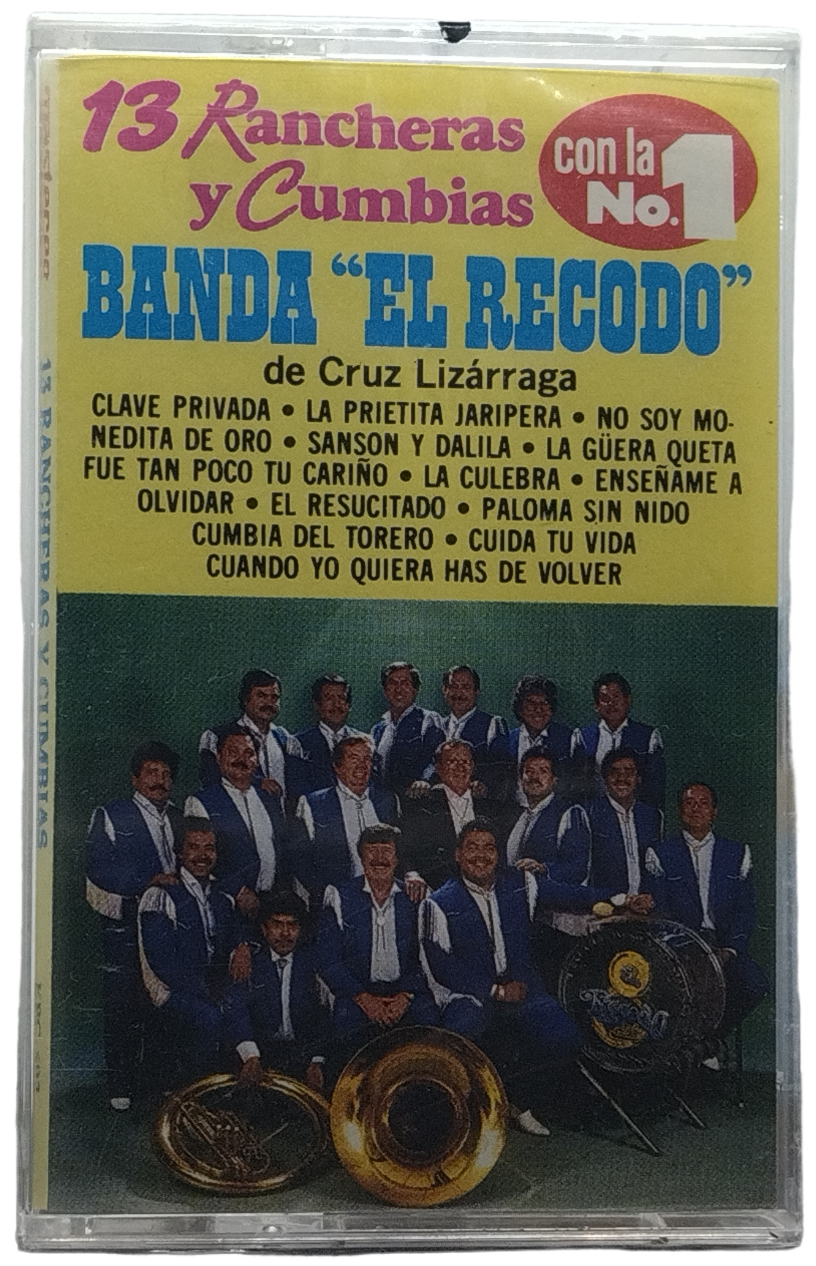 13 Rancheras
y Cumbias
con la
No. 1
BANDA “EL RECODO”
de Cruz Lizárraga
CLAVE PRIVADA • LA PRIETITA JARIPERA • NO SOY MO-
NEDITA DE ORO • SANSON Y DALILA • LA GÜERA QUETA
FUE TAN POCO TU CARIÑO • LA CULEBRA • ENSEÑAME A
OLVIDAR • EL RESUCITADO • PALOMA SIN NIDO
CUMBIA DEL TORERO • CUIDA TU VIDA
CUANDO YO QUIERA HAS DE VOLVER
13 RANCHERAS Y CUMBIAS